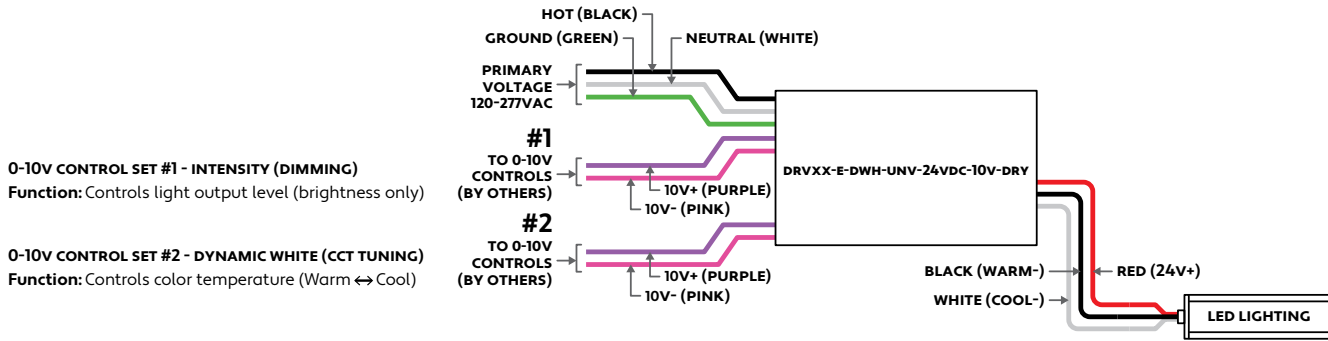 HOT (BLACK)
GROUND (GREEN)
NEUTRAL (WHITE)
PRIMARY
VOLTAGE
120-277VAC
#1
TO 0-10V
CONTROLS
(BY OTHERS)
10V+ (PURPLE)
10V- (PINK)
0-10V CONTROL SET #1 - INTENSITY (DIMMING)
Function: Controls light output level (brightness only)
#2
TO 0-10V
CONTROLS
(BY OTHERS)
10V+ (PURPLE)
10V- (PINK)
0-10V CONTROL SET #2 - DYNAMIC WHITE (CCT TUNING)
Function: Controls color temperature (Warm ↔ Cool)
DRVXX-E-DWH-UNV-24VDC-10V-DRY
BLACK (WARM-)
RED (24V+)
WHITE (COOL-)
LED LIGHTING